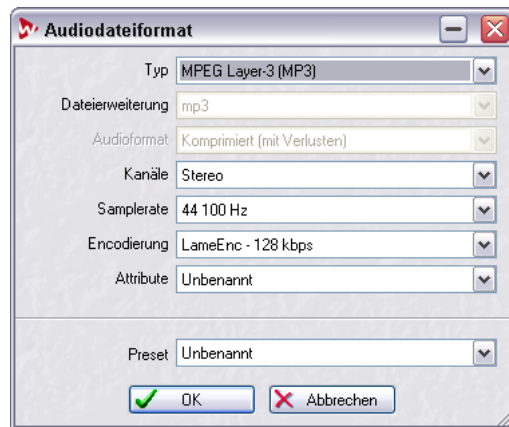 Audiodateiformat
Typ MPEG Layer-3 (MP3)
Dateierweiterung mp3
Audioformat Komprimiert (mit Verlusten)
Kanäle Stereo
Samplerate 44 100 Hz
Encodierung LameEnc - 128 kbps
Attribute Unbenannt
Preset Unbenannt
OK Abbrechen